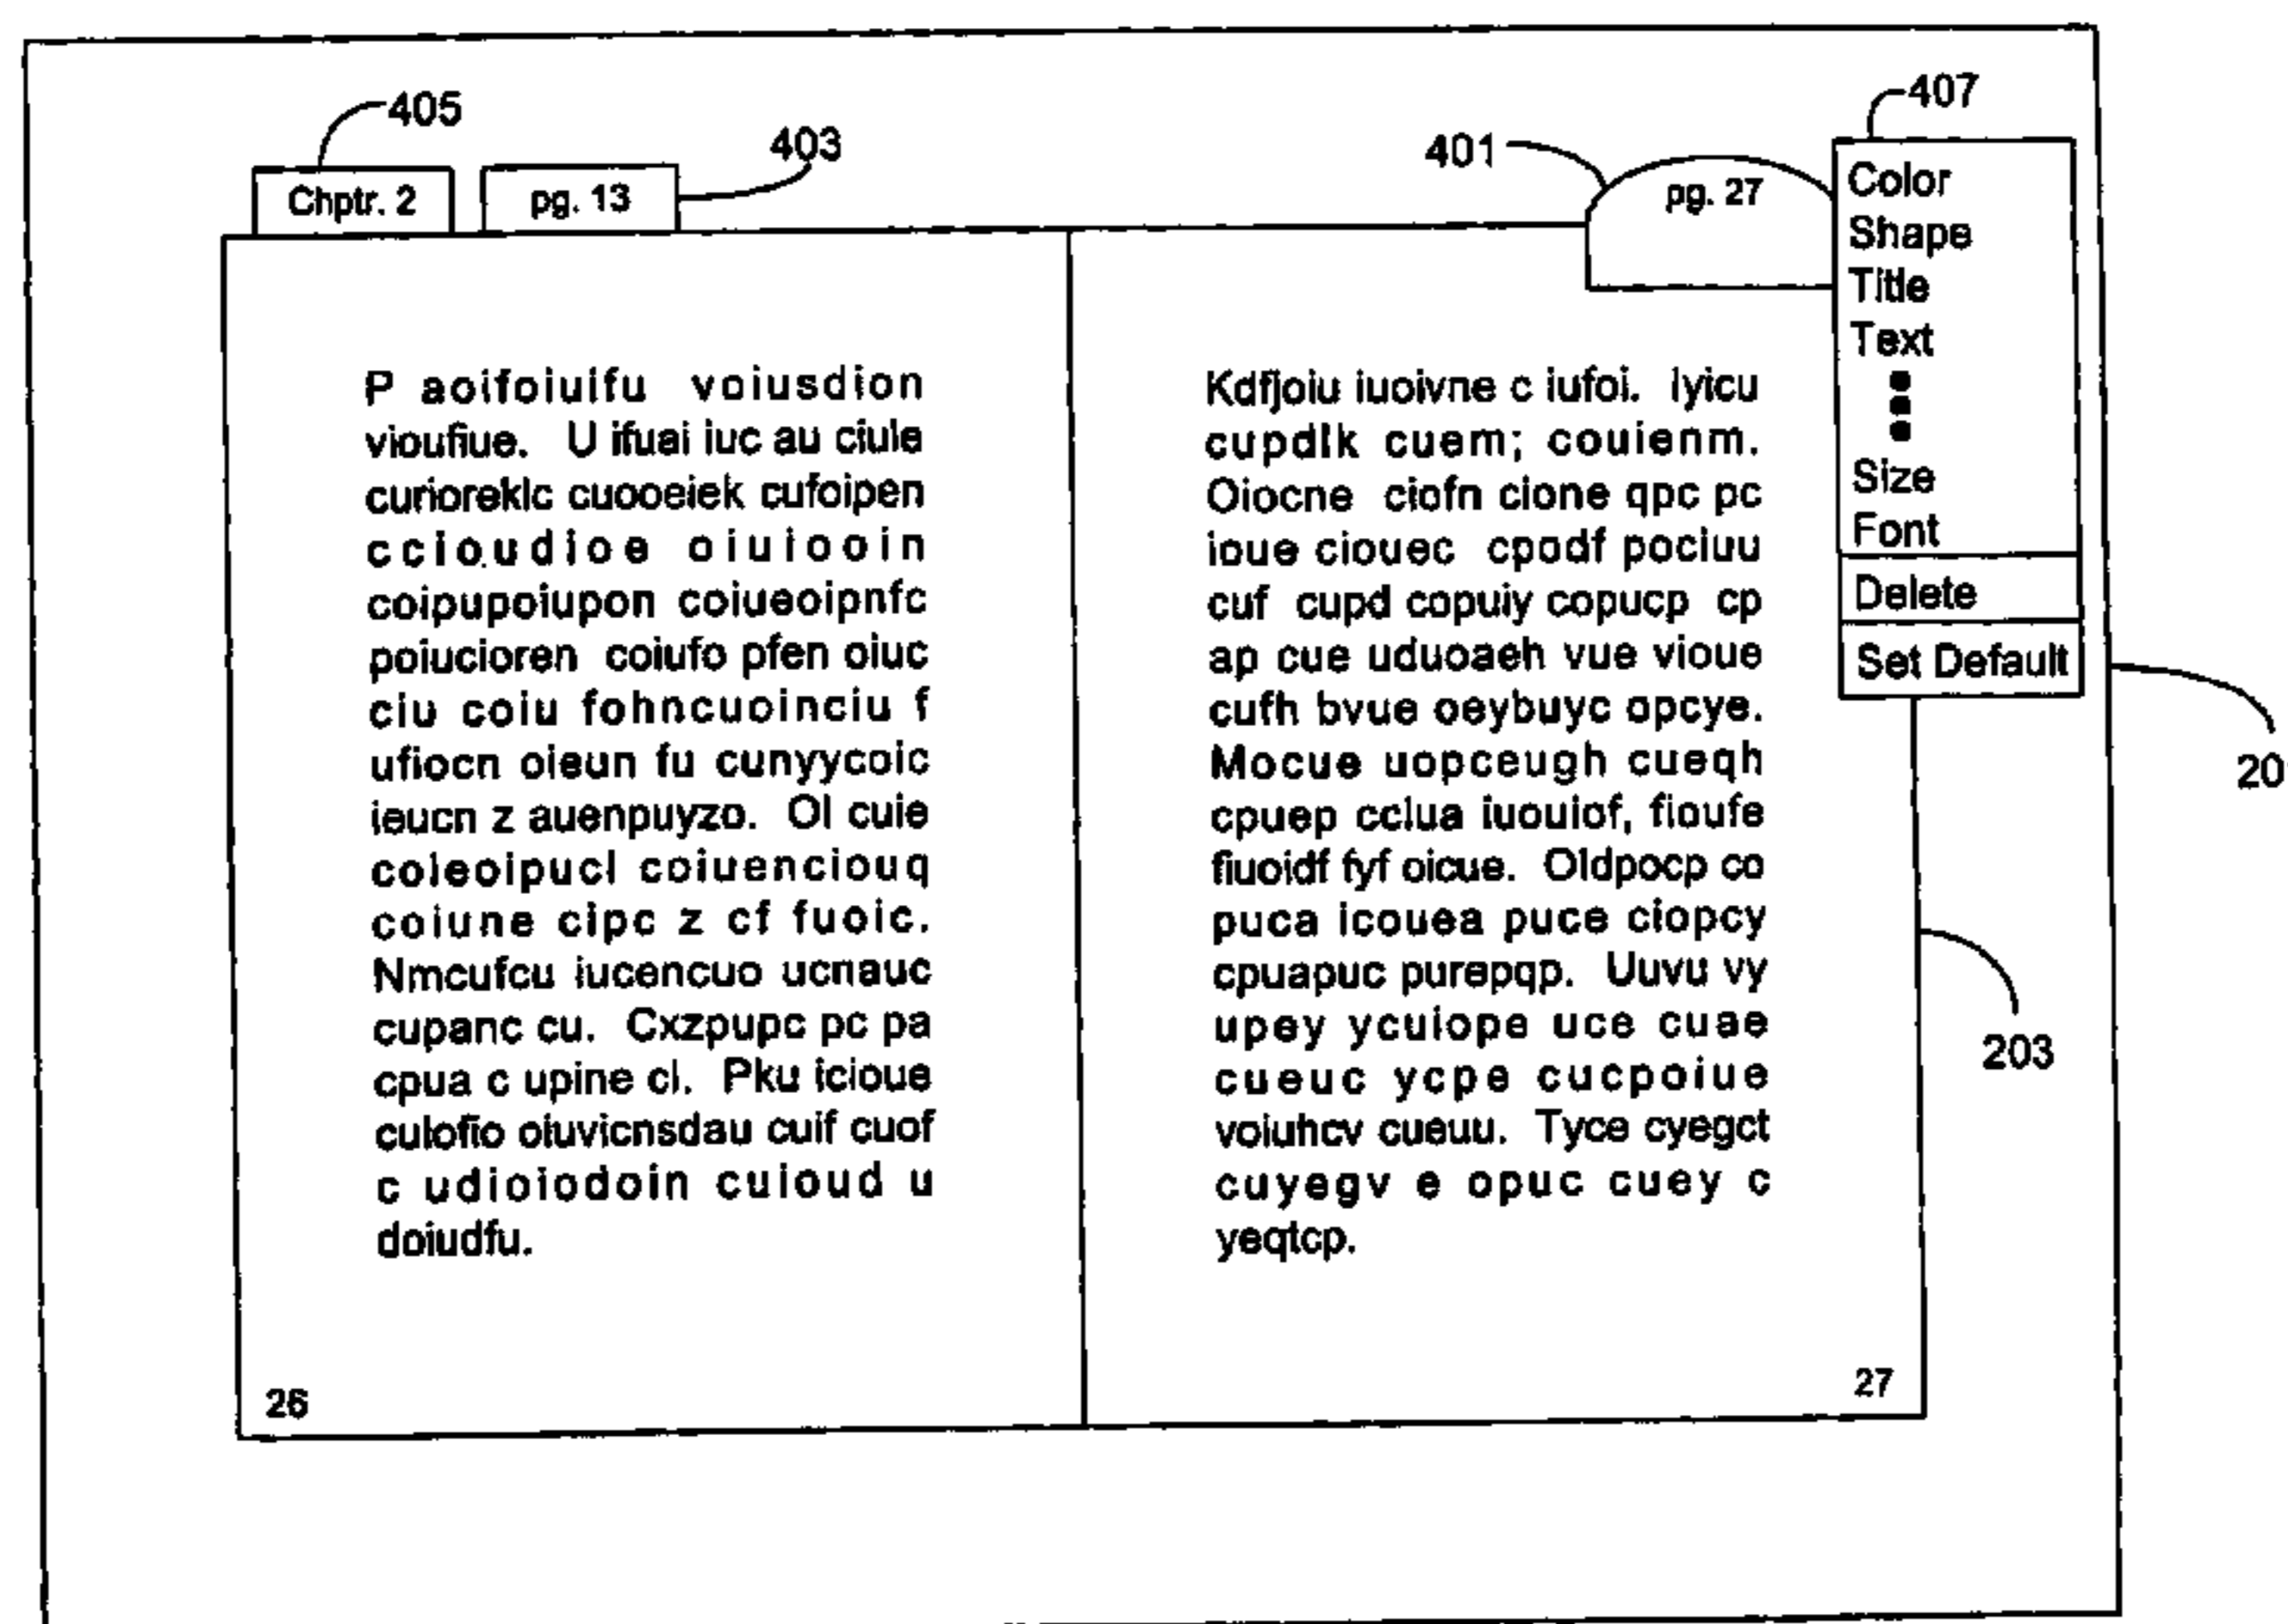 405
403
401
407
Chptr. 2
pg. 13
pg. 27
Color
Shape
Title
Text
Size
Font
Delete
Set Default
P aoifoiuifu voiusdion
vioufiue. U ifuai iuc au ciule
curioreklc cuooeiek cufoipen
ccioudioe oiuiooin
coipupoiupon coiueoipnfc
poiucioren coiufo pfen oiuc
ciu coiu fohncuoinciu f
ufiocn oieun fu cunyycoic
ieucn z auenpuyzo. Ol cuie
coleoipucl coiuenciouq
coiune cipc z cf fuoic.
Nmcufcu iucencuo ucnauc
cupanc cu. Cxzpupc pc pa
cpua c upine cl. Pku icioue
culofio oiuvicnsdau cuif cuof
c udioiodoin cuioud u
doiudfu.
26
Kdfjoiu iuoivne c iufoi. Iyicu
cupdlk cuem; couienm.
Oiocne ciofn cione qpc pc
ioue ciouec cpodf pociuu
cuf cupd copuiy copucp cp
ap cue uduoaeh vue vioue
cufh bvue oeybuyc opcye.
Mocue uopceugh cueqh
cpuep cclua iuouiof, fioufe
fiuoidf fyf oicue. Oldpocp co
puca icouea puce ciopcy
cpuapuc purepqp. Uuvu vy
upey ycuiope uce cuae
cueuc ycpe cucpoiue
voiuhcv cueuu. Tyce cyegct
cuyegv e opuc cuey c
yeqtcp.
27
203